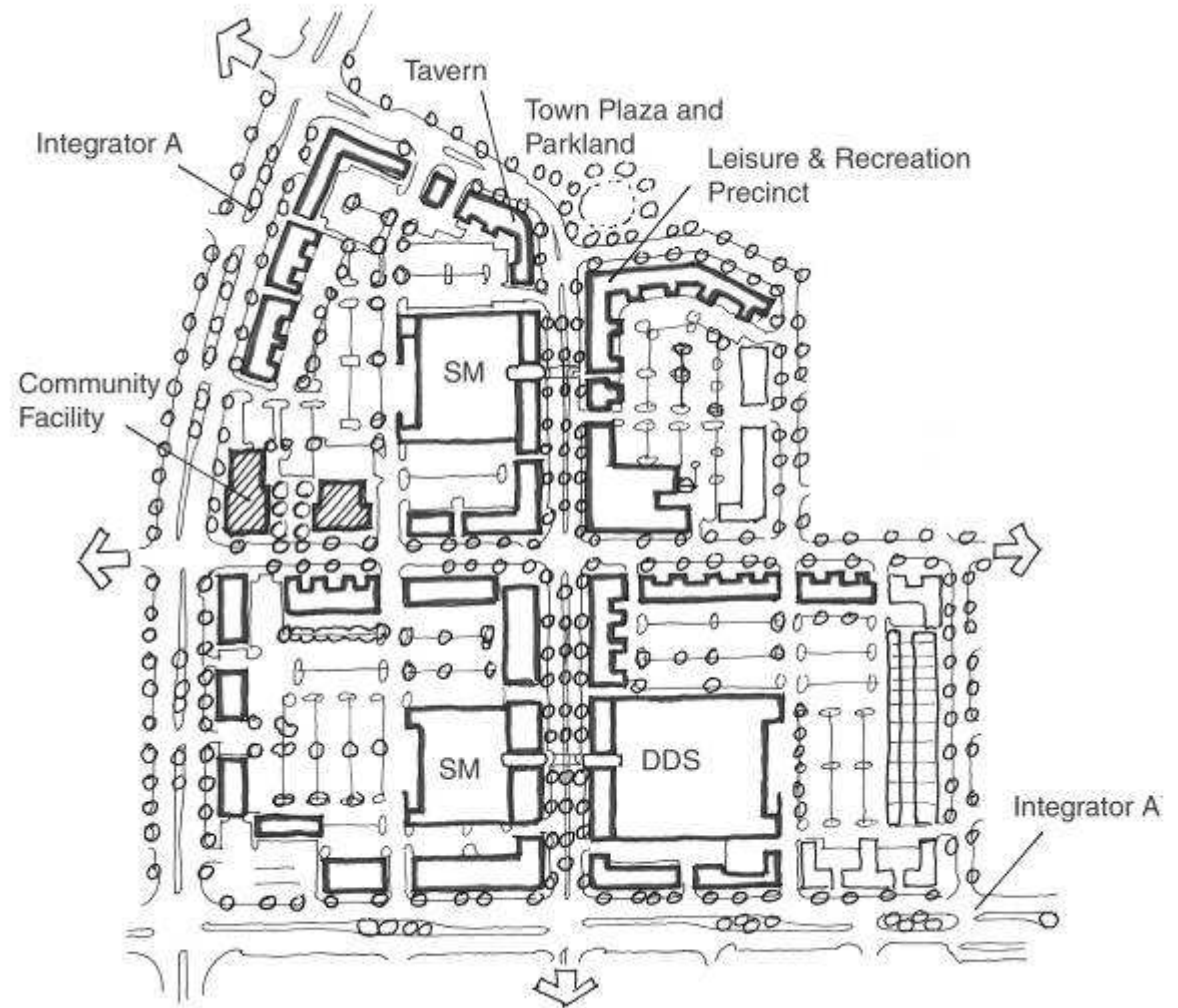 Tavern
Town Plaza and
Parkland
Integrator A
Leisure & Recreation
Precinct
SM
Community
Facility
SM
DDS
Integrator A